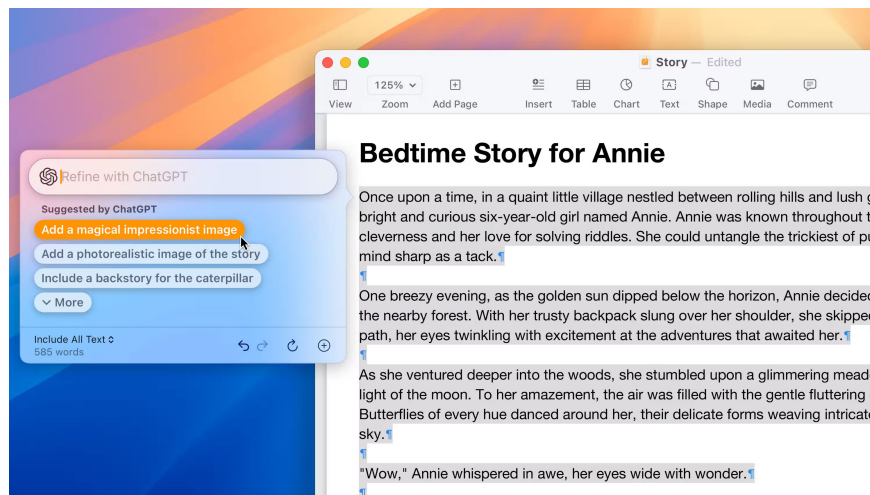 Story — Edited
125%
View Zoom Add Page Insert Table Chart Text Shape Media Comment
Refine with ChatGPT
Suggested by ChatGPT
Add a magical impressionist image
Add a photorealistic image of the story
Include a backstory for the caterpillar
More
Include All Text
585 words
Bedtime Story for Annie
Once upon a time, in a quaint little village nestled between rolling hills and lush
bright and curious six-year-old girl named Annie. Annie was known throughout
cleverness and her love for solving riddles. She could untangle the trickiest of
mind sharp as a tack.¶
¶
One breezy evening, as the golden sun dipped below the horizon, Annie decided
the nearby forest. With her trusty backpack slung over her shoulder, she skipped
path, her eyes twinkling with excitement at the adventures that awaited her.¶
¶
As she ventured deeper into the woods, she stumbled upon a glimmering
light of the moon. To her amazement, the air was filled with the gentle fluttering
Butterflies of every hue danced around her, their delicate forms weaving
sky.¶
¶
"Wow," Annie whispered in awe, her eyes wide with wonder.¶
¶